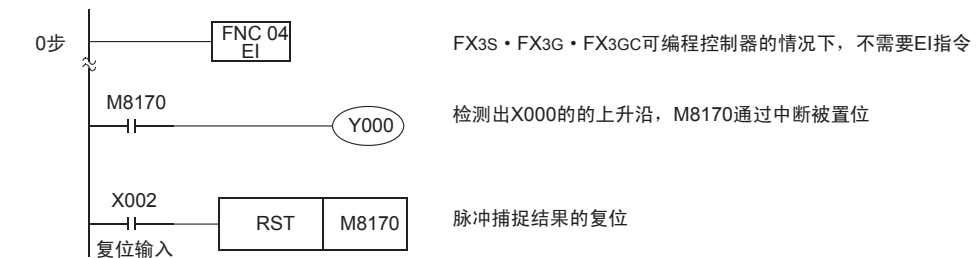 0步
FNC 04
EI
FX3S・FX3G・FX3GC可编程控制器的情况下，不需要EI指令
M8170
Y000
检测出X000的的上升沿，M8170通过中断被置位
X002
RST
M8170
脉冲捕捉结果的复位
复位输入